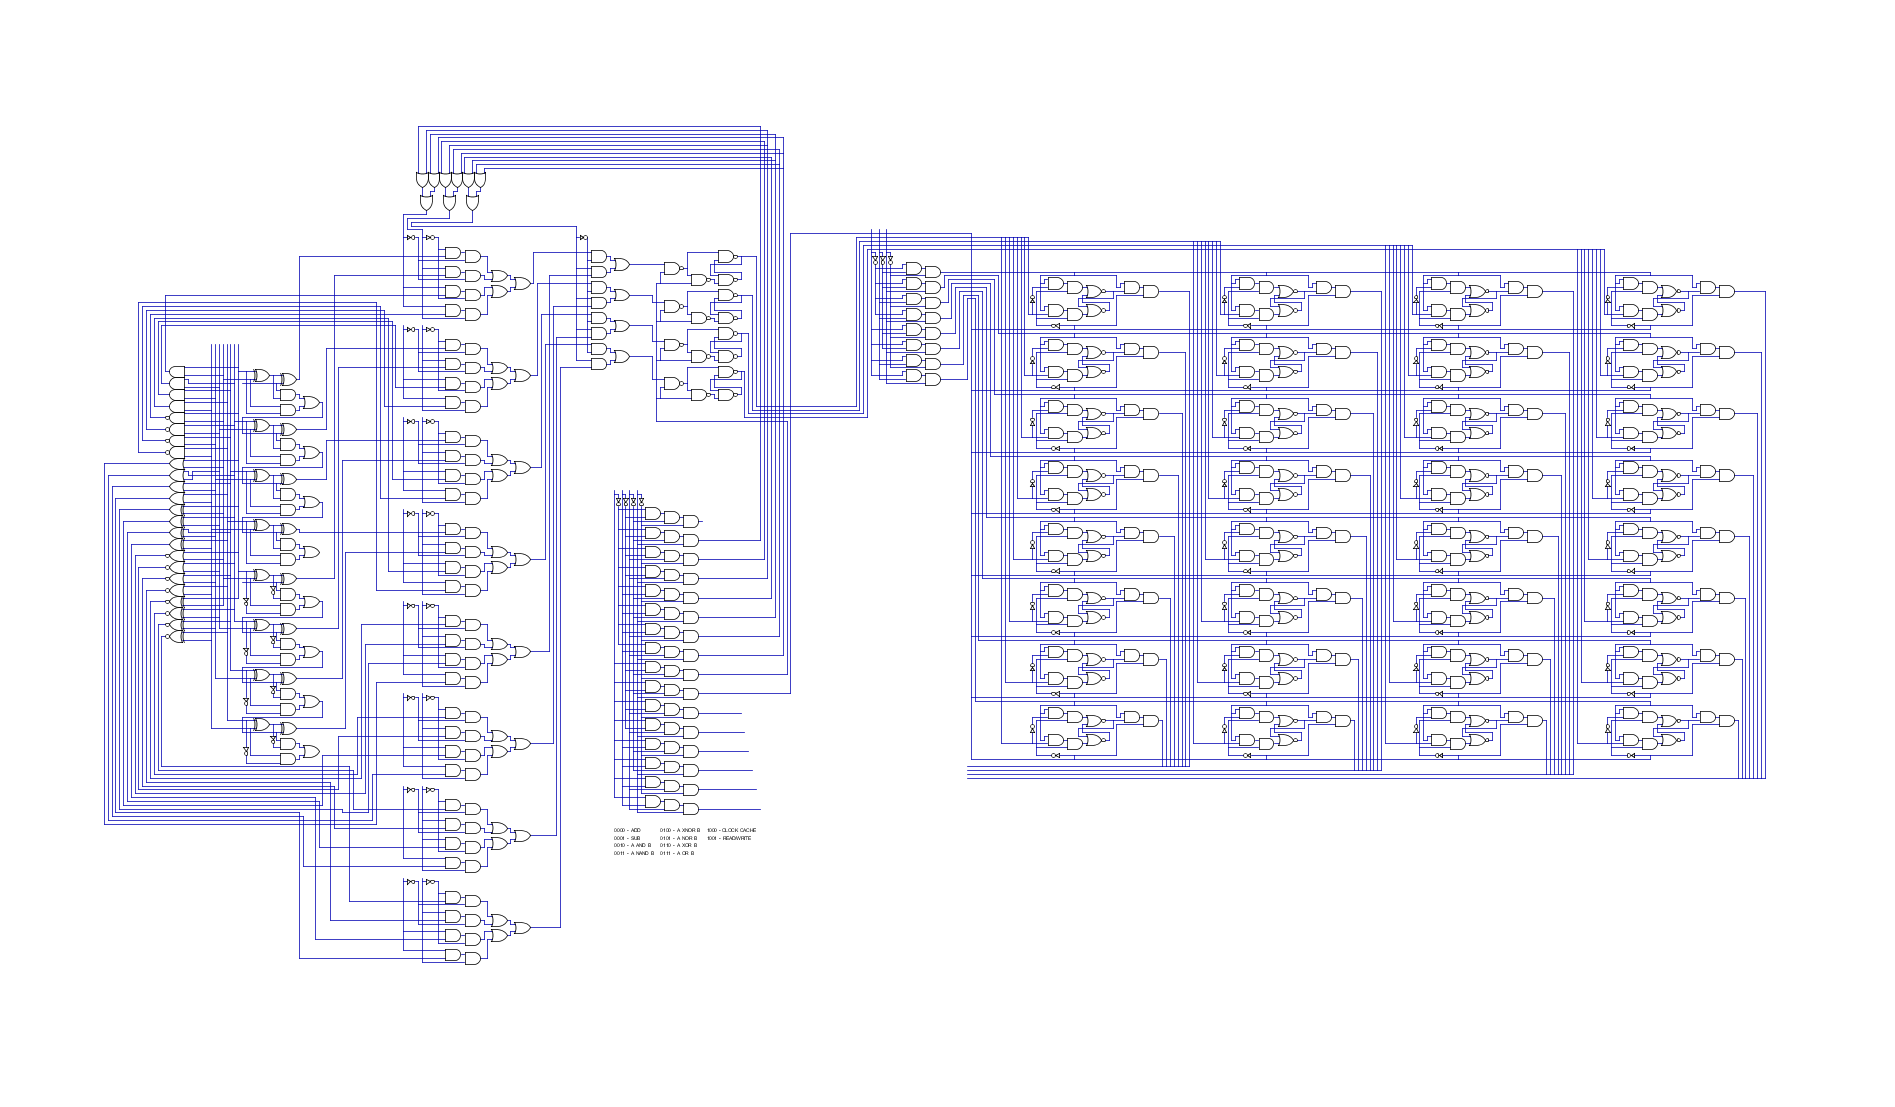 0000 - ADD 0100 - A XNOR B 1000 - CLOCK CACHE
0001 - SUB 0101 - A NOR B 1001 - READ/WRITE
0010 - A AND B 0110 - A XOR B
0011 - A NAND B 0111 - A OR B